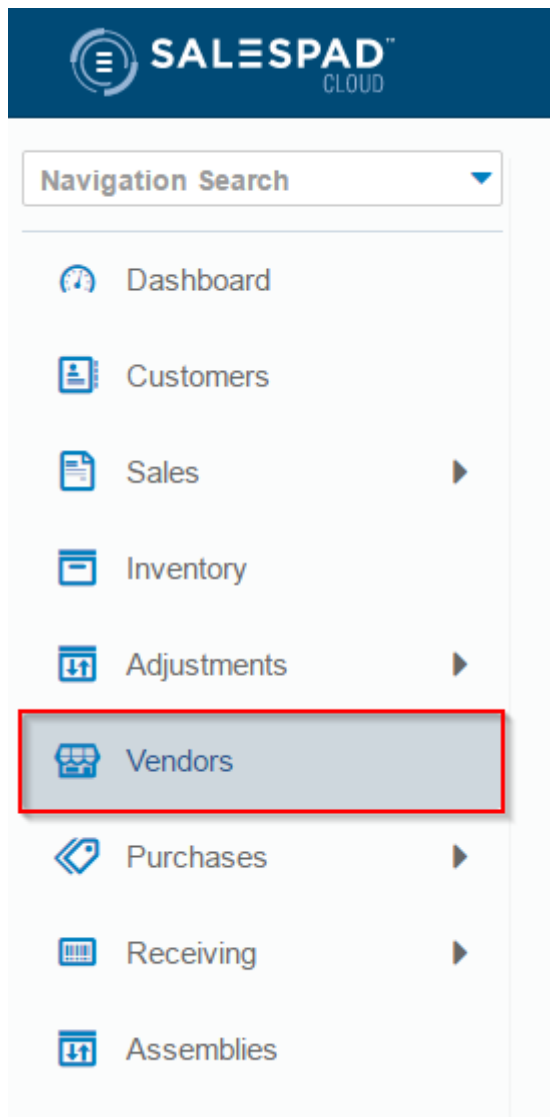 SALESPAD™
CLOUD
Navigation Search
Dashboard
Customers
Sales
Inventory
Adjustments
Vendors
Purchases
Receiving
Assemblies